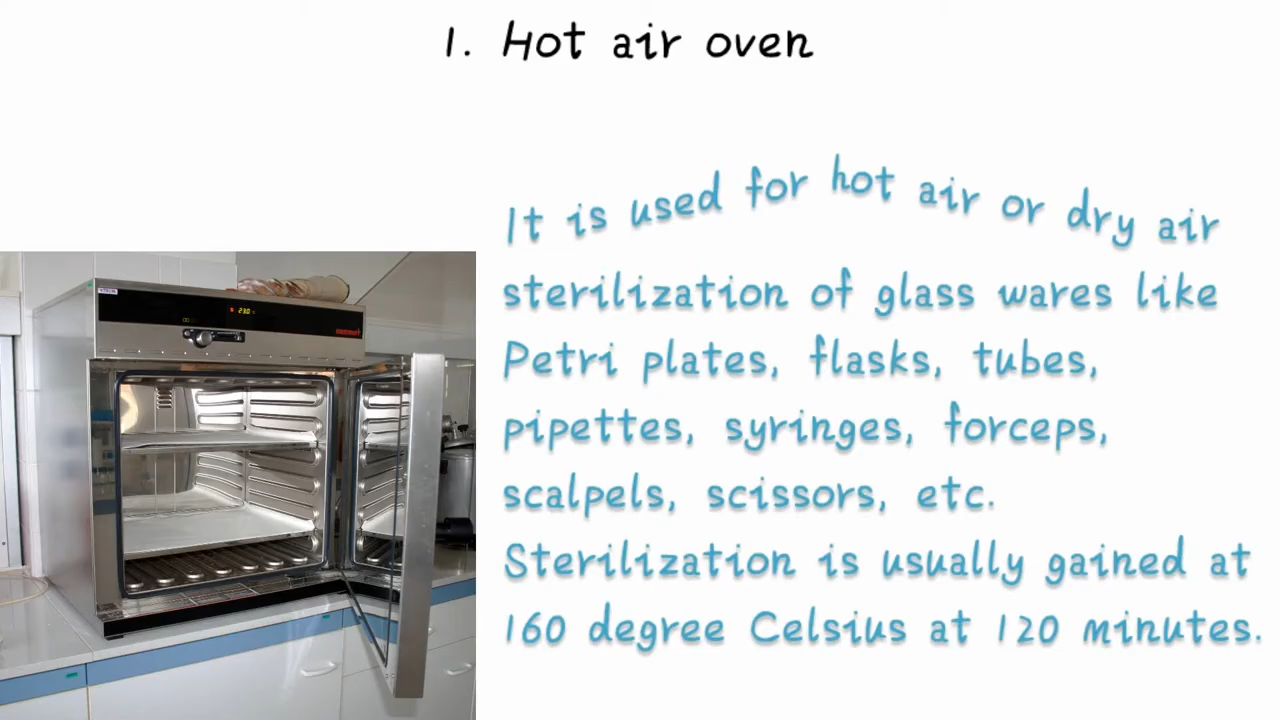 1. Hot air oven
It is used for hot air or dry air
sterilization of glass wares like
Petri plates, flasks, tubes,
pipettes, syringes, forceps,
scalpels, scissors, etc.
Sterilization is usually gained at
160 degree Celsius at 120 minutes.